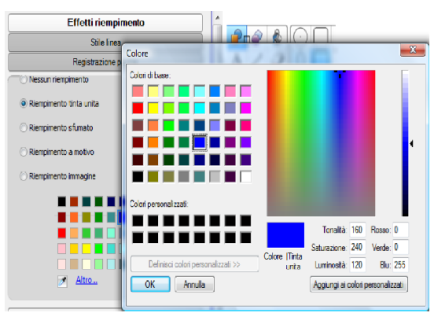 Effetti riempimento
Stile linea
Registrazione p
Nessun riempimento
Riempimento tinta unita
Riempimento sfumato
Riempimento a motivo
Riempimento immagine
Altro...
Colore
Colori di base:
Colori personalizzati:
Definisci colori personalizzati >>
OK Annulla
Colore |Tinta unita
Tonalità: 160 Rosso: 0
Saturazione: 240 Verde: 0
Luminosità: 120 Blu: 255
Aggiungi ai colori personalizzati